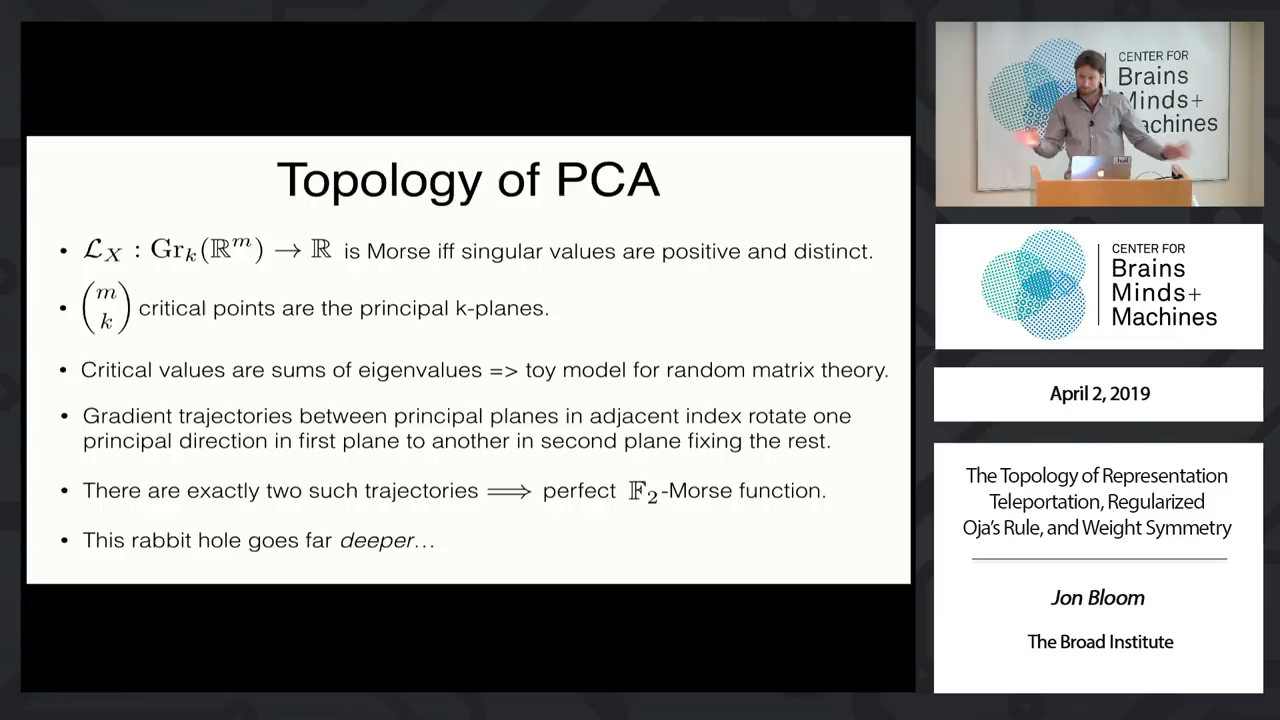 Topology of PCA
• 𝓛_X : Gr_k(ℝ^m) → ℝ is Morse iff singular values are positive and distinct.
• (m k) critical points are the principal k-planes.
• Critical values are sums of eigenvalues => toy model for random matrix theory.
• Gradient trajectories between principal planes in adjacent index rotate one
principal direction in first plane to another in second plane fixing the rest.
• There are exactly two such trajectories ⟹ perfect 𝔽₂-Morse function.
• This rabbit hole goes far deeper…
CENTER FOR
Brains
Minds+
Machines
CENTER FOR
Brains
Minds+
Machines
April 2, 2019
The Topology of Representation
Teleportation, Regularized
Oja's Rule, and Weight Symmetry
Jon Bloom
The Broad Institute